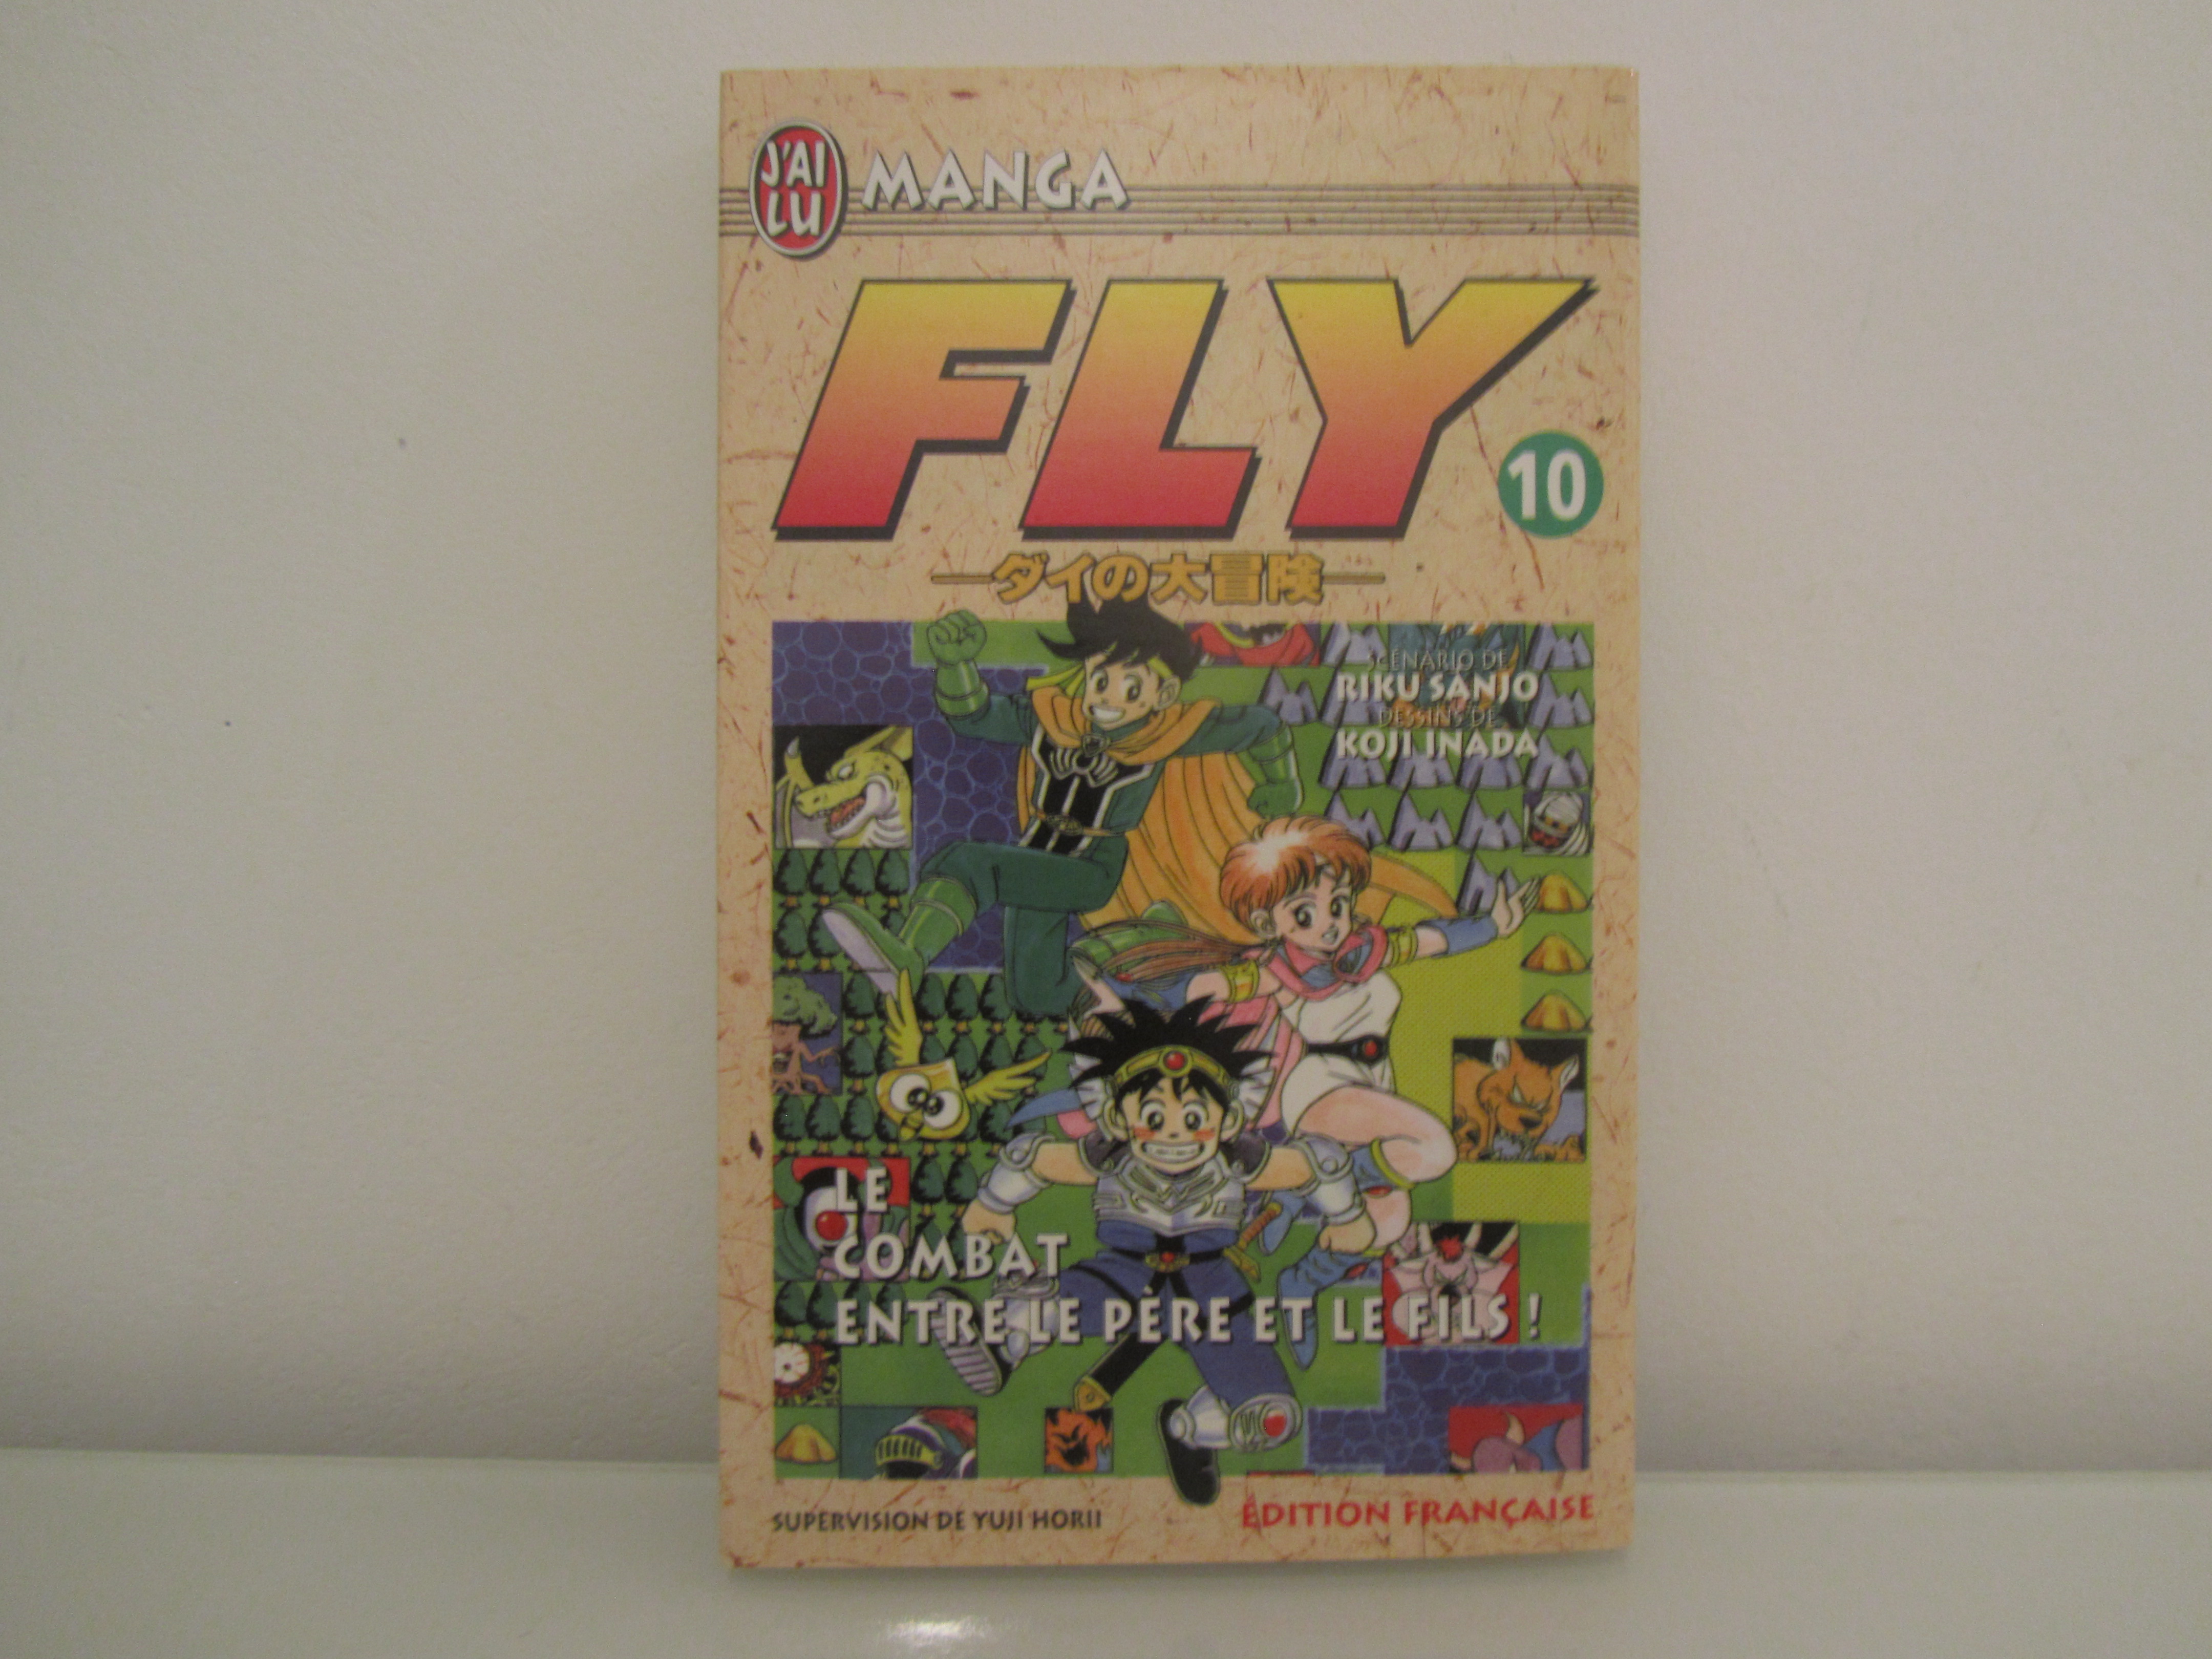 J'AI
LU
MANGA
FLY
10
ダイの大冒険
SCÉNARIO DE
RIKU SANJO
DESSINS DE
KOJI INADA
LE
COMBAT
ENTRE LE PÈRE ET LE FILS !
SUPERVISION DE YUJI HORII
ÉDITION FRANÇAISE